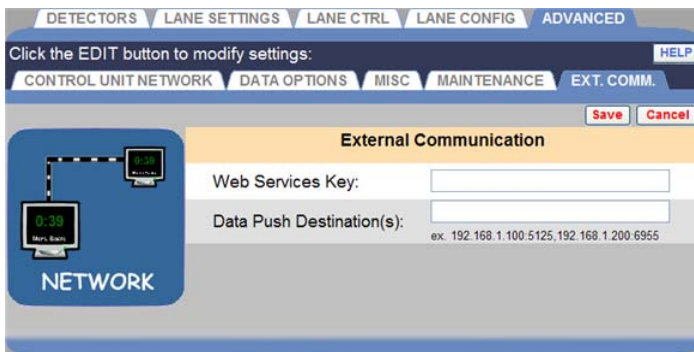 DETECTORS LANE SETTINGS LANE CTRL LANE CONFIG ADVANCED
Click the EDIT button to modify settings: HELP
CONTROL UNIT NETWORK DATA OPTIONS MISC MAINTENANCE EXT. COMM.
Save Cancel
External Communication
0:39
Web Services Key:
0:39
Data Push Destination(s):
ex. 192.168.1.100:5125,192.168.1.200:6955
NETWORK